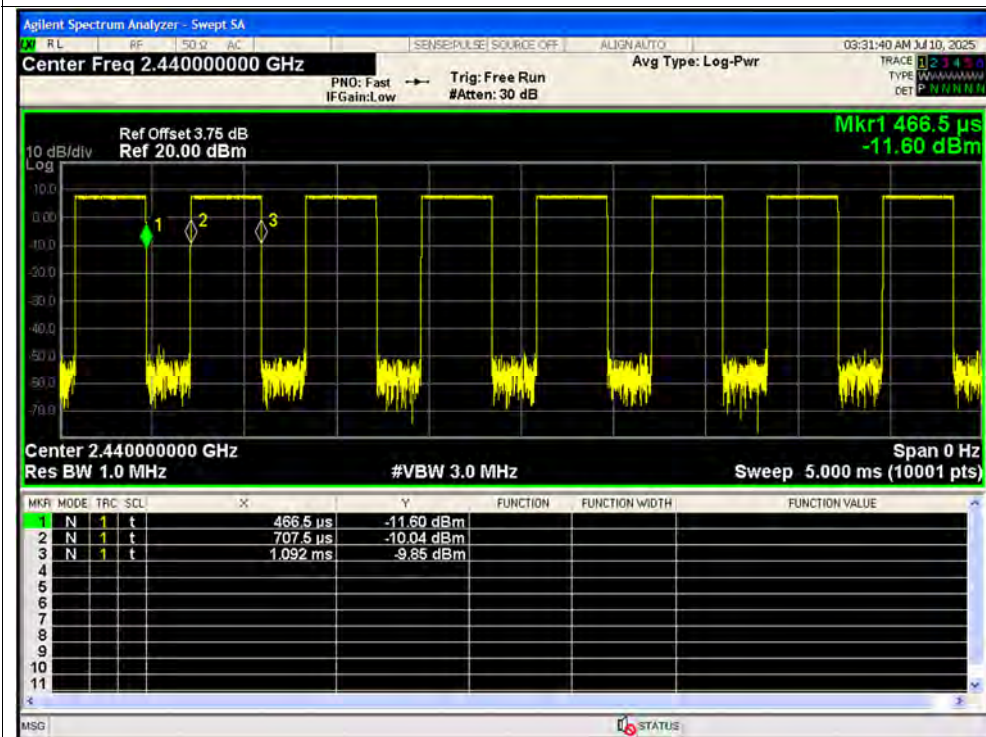 Agilent Spectrum Analyzer - Swept SA
LXI RL RF 50 Ω AC SENSE:PULSE SOURCE OFF ALIGN AUTO 03:31:40 AM Jul 10, 2025
Center Freq 2.440000000 GHz Avg Type: Log-Pwr TRACE 1 2 3 4 5 6
PNO: Fast Trig: Free Run TYPE WWWWWW
IFGain:Low #Atten: 30 dB DET P N N N N N
Mkr1 466.5 µs
Ref Offset 3.75 dB
10 dB/div Ref 20.00 dBm -11.60 dBm
Log
10.0
0.00
-10.0
-20.0
-30.0
-40.0
-50.0
-60.0
-70.0
1 2 3
Center 2.440000000 GHz Span 0 Hz
Res BW 1.0 MHz #VBW 3.0 MHz Sweep 5.000 ms (10001 pts)
MKR MODE TRC SCL X Y FUNCTION FUNCTION WIDTH FUNCTION VALUE
1 N 1 t 466.5 µs -11.60 dBm
2 N 1 t 707.5 µs -10.04 dBm
3 N 1 t 1.092 ms -9.85 dBm
4
5
6
7
8
9
10
11
MSG STATUS